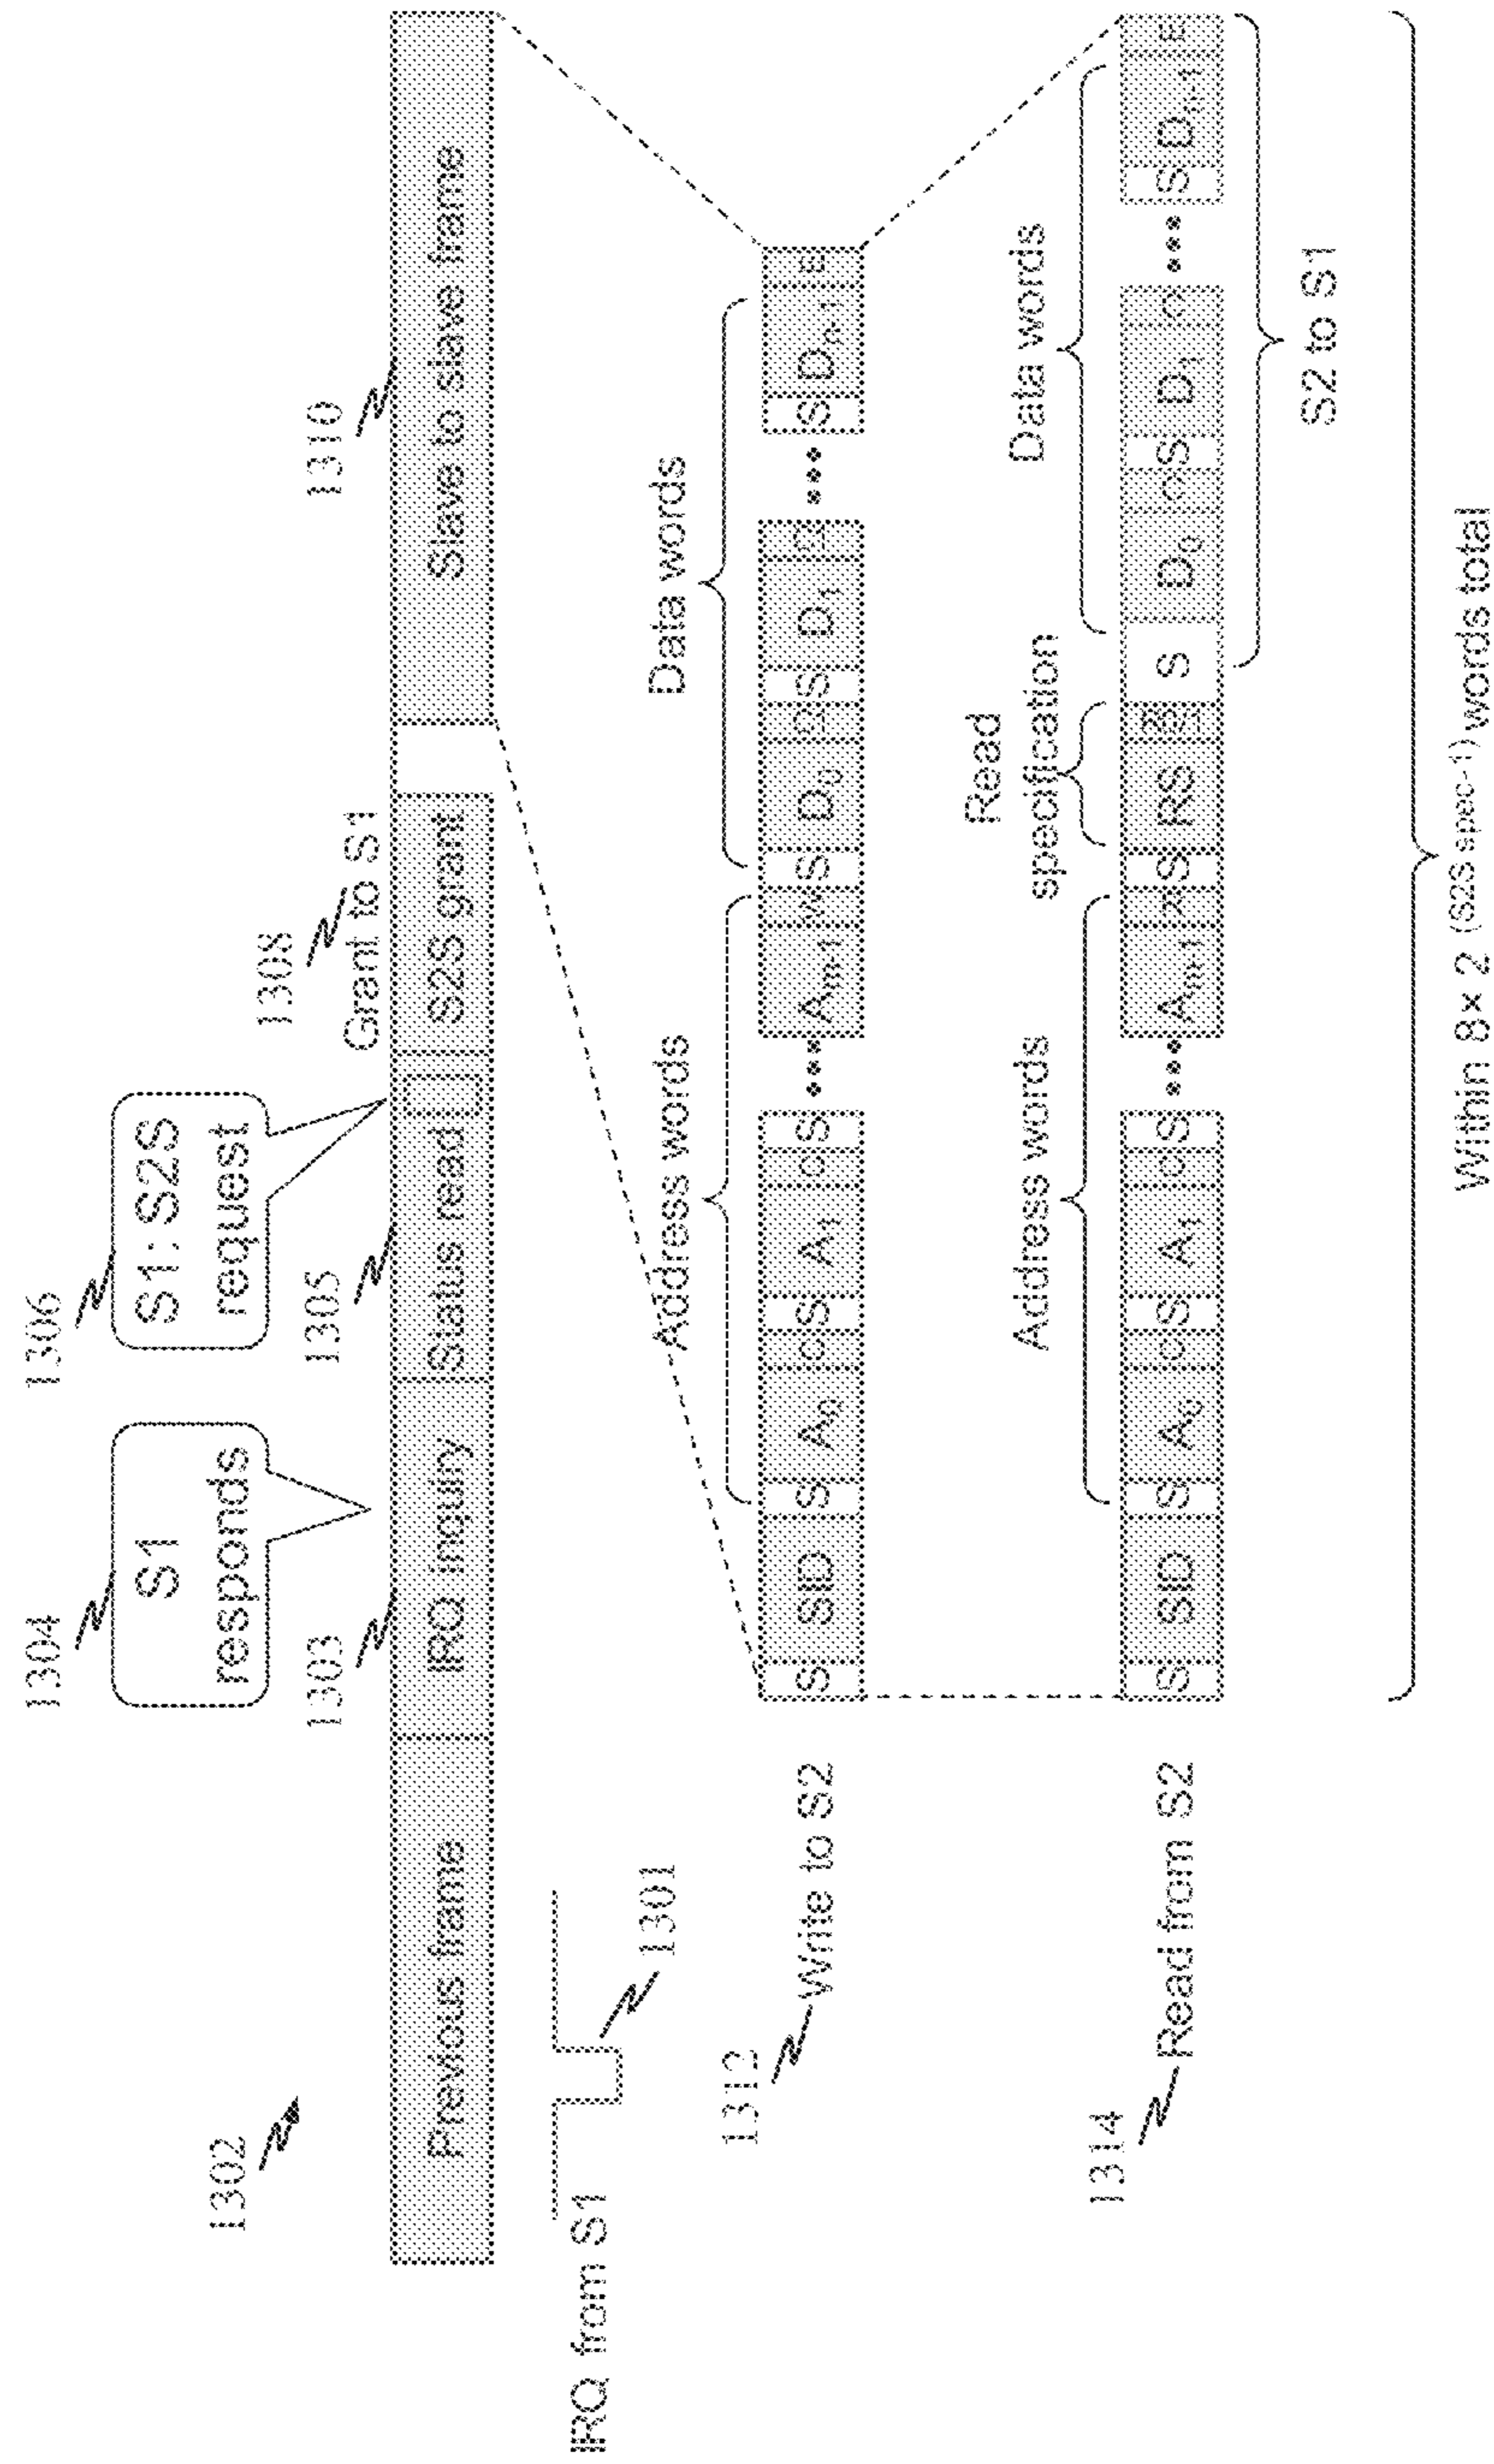 1302
1304
S1
responds
1306
S1: S2S
request
1303
1305
1308
Grant to S1
1310
Previous frame
IRQ inquiry
Status read
S2S grant
Slave to slave frame
IRQ from S1
1301
Address words
Data words
1312
Write to S2
S SID S A0 C S A1 C S ••• Am-1 W S D0 S D1 ••• S Dn-1 E
Address words
Read
specification
Data words
1314
Read from S2
S SID S A0 C S A1 C S ••• Am-1 R S RS S D0 C S D1 C ••• S Dn-1 E
S2 to S1
Within 8× 2 (S2S spec-1) words total